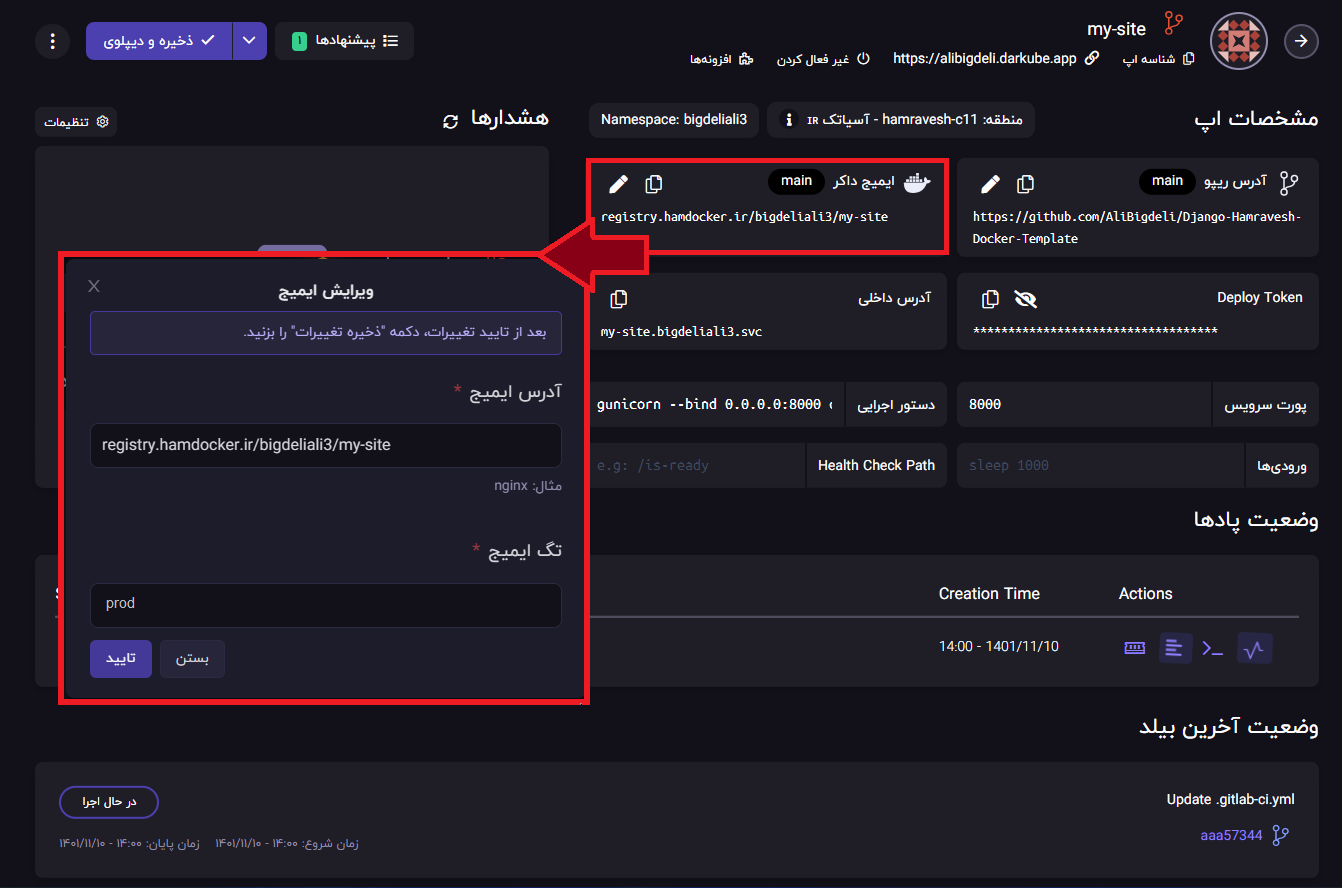 my-site
شناسه اپ
https://alibigdeli.darkube.app
غیر فعال کردن
افزونه‌ها
پیشنهادها ۱
ذخیره و دیپلوی
مشخصات اپ
منطقه: hamravesh-c11 - آسیاتک IR
Namespace: bigdeliali3
هشدارها
تنظیمات
آدرس ریپو main
https://github.com/AliBigdeli/Django-Hamravesh-
Docker-Template
ایمیج داکر main
registry.hamdocker.ir/bigdeliali3/my-site
Deploy Token
***********************************
آدرس داخلی
my-site.bigdeliali3.svc
پورت سرویس 8000
دستور اجرایی gunicorn --bind 0.0.0.0:8000
ورودی‌ها sleep 1000
Health Check Path e.g: /is-ready
ویرایش ایمیج
بعد از تایید تغییرات، دکمه "ذخیره تغییرات" را بزنید.
آدرس ایمیج *
registry.hamdocker.ir/bigdeliali3/my-site
مثال: nginx
تگ ایمیج *
prod
تایید بستن
وضعیت پادها
Creation Time Actions
14:00 - 1401/11/10
وضعیت آخرین بیلد
Update .gitlab-ci.yml
aaa57344
در حال اجرا
زمان شروع: ۱۴:۰۰ - ۱۴۰۱/۱۱/۱۰ زمان پایان: ۱۴:۰۰ - ۱۴۰۱/۱۱/۱۰